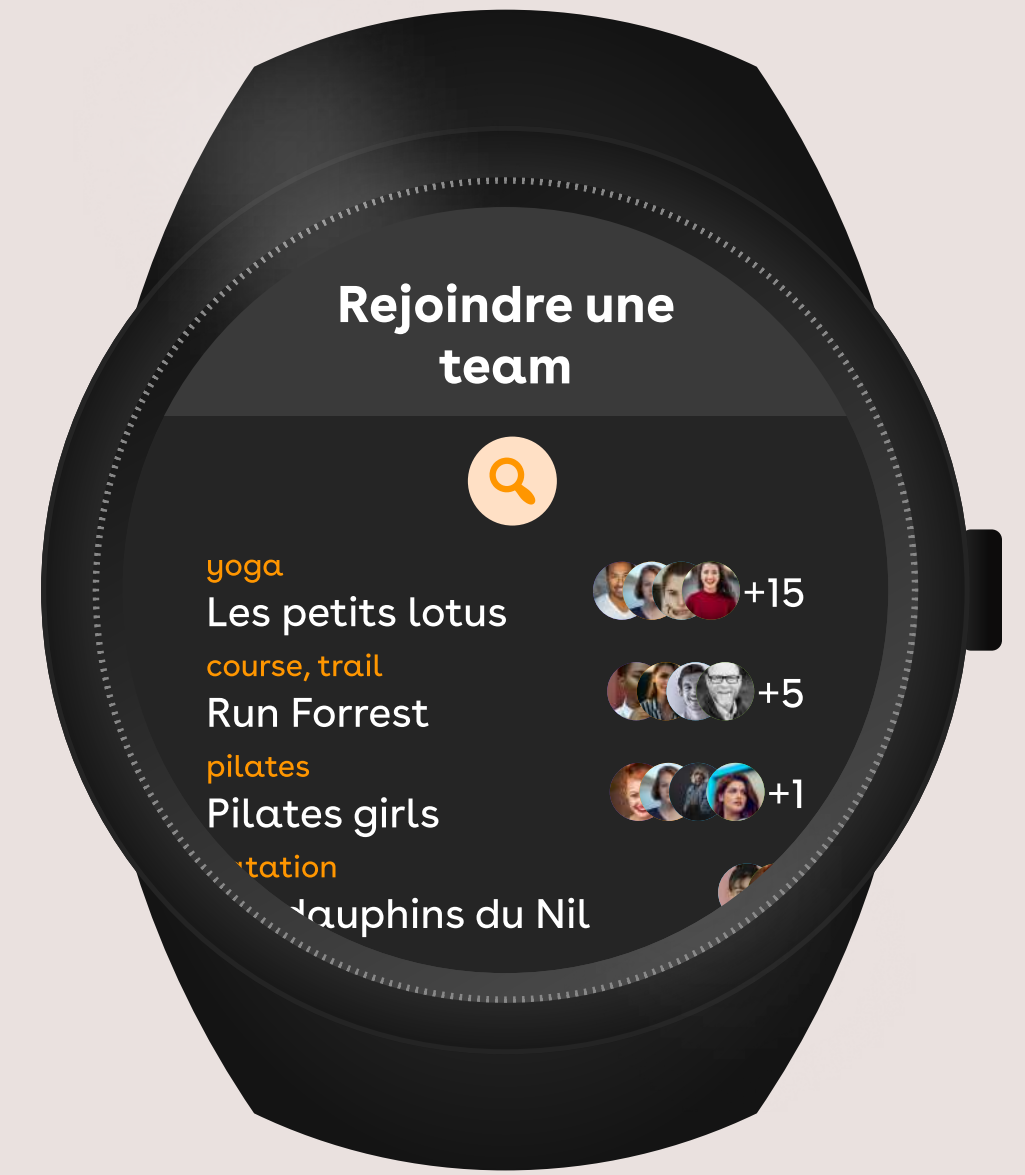 Rejoindre une
team
yoga
Les petits lotus
+15
course, trail
Run Forrest
+5
pilates
Pilates girls
+1
dauphins du Nil